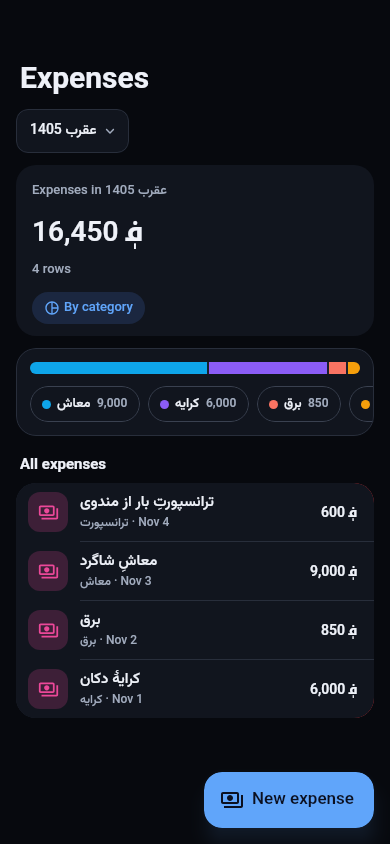 Expenses
عقرب 1405
Expenses in 1405 عقرب
16,450 ؋
4 rows
By category
معاش 9,000
کرایه 6,000
برق 850
All expenses
ترانسپورتِ بار از مندوی
600 ؋
ترانسپورت · Nov 4
معاشِ شاگرد
9,000 ؋
معاش · Nov 3
برق
850 ؋
برق · Nov 2
کرایهٔ دکان
6,000 ؋
کرایه · Nov 1
New expense